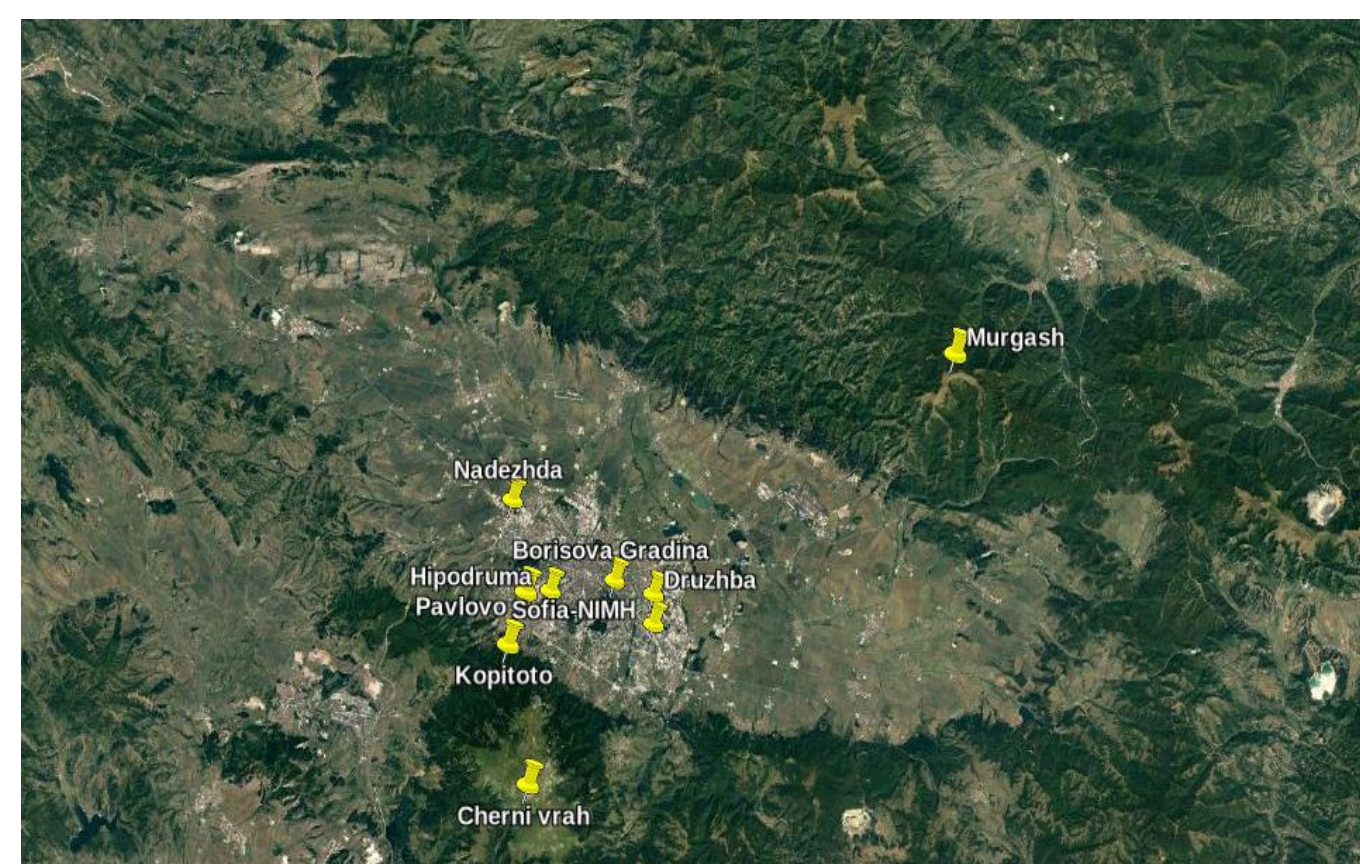 Murgash
Nadezhda
Borisova Gradina
Hipodruma
Druzhba
Pavlovo
Sofia-NIMH
Kopitoto
Cherni vrah